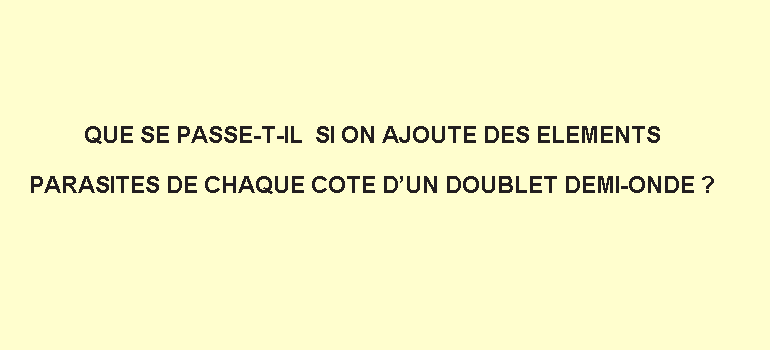 QUE SE PASSE-T-IL  SI ON AJOUTE DES ELEMENTS
PARASITES DE CHAQUE COTE D’UN DOUBLET DEMI-ONDE ?